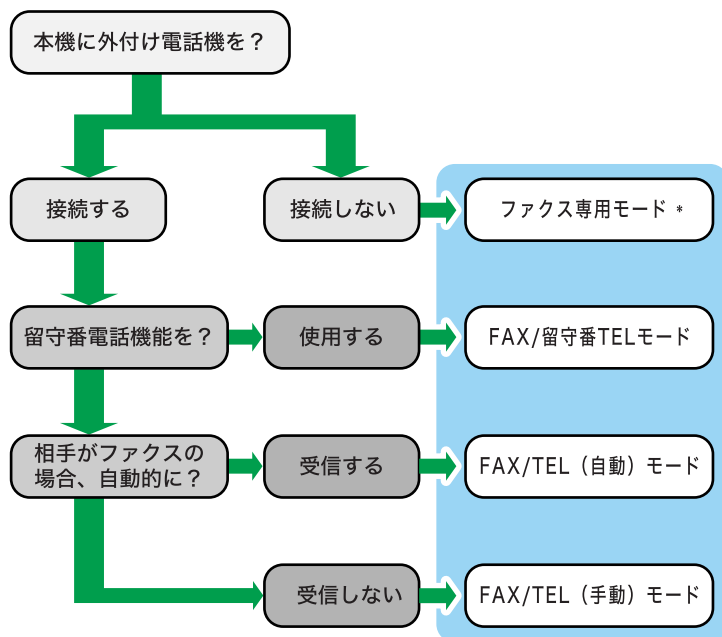 本機に外付け電話機を？
接続する
接続しない
ファクス専用モード *
留守番電話機能を？
使用する
FAX/留守番TELモード
相手がファクスの
場合、自動的に？
受信する
FAX/TEL（自動）モード
受信しない
FAX/TEL（手動）モード